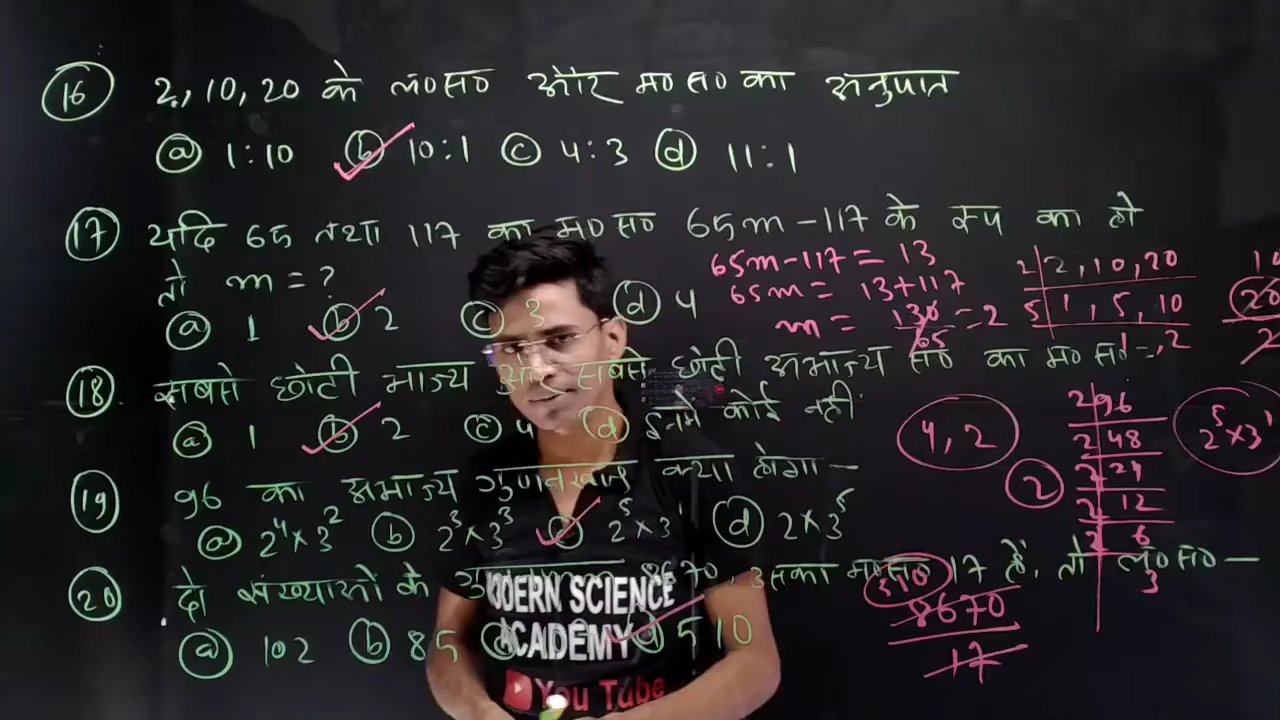 16 2, 10, 20 के ल०स० और म०स० का अनुपात
a 1:10 b 10:1 c 4:3 d 11:1
17 यदि 65 तथा 117 का म०स० 65m – 117 के रूप का हो
तो m = ?
a 1 b 2 c 3 d 4
65m – 117 = 13
65m = 13 + 117
m = 130/65 = 2
2 | 2, 10, 20
5 | 1, 5, 10
1, 2
18 सबसे छोटी भाज्य और सबसे छोटी अभाज्य सं० का म०स० –
a 1 b 2 c 4 d इनमे कोई नही
4, 2
2
19 96 का अभाज्य गुणनखण्ड क्या होगा –
a 2⁴×3² b 2³×3³ c 2⁵×3¹ d 2×3⁵
2 | 96
2 | 48
2 | 24
2 | 12
2 | 6
3
2⁵×3¹
20 दो संख्याओं के 8670, उसका म०स० 17 है, तो ल०स० –
a 102 b 85 d 510
510
8670
17
MODERN SCIENCE
ACADEMY
You Tube